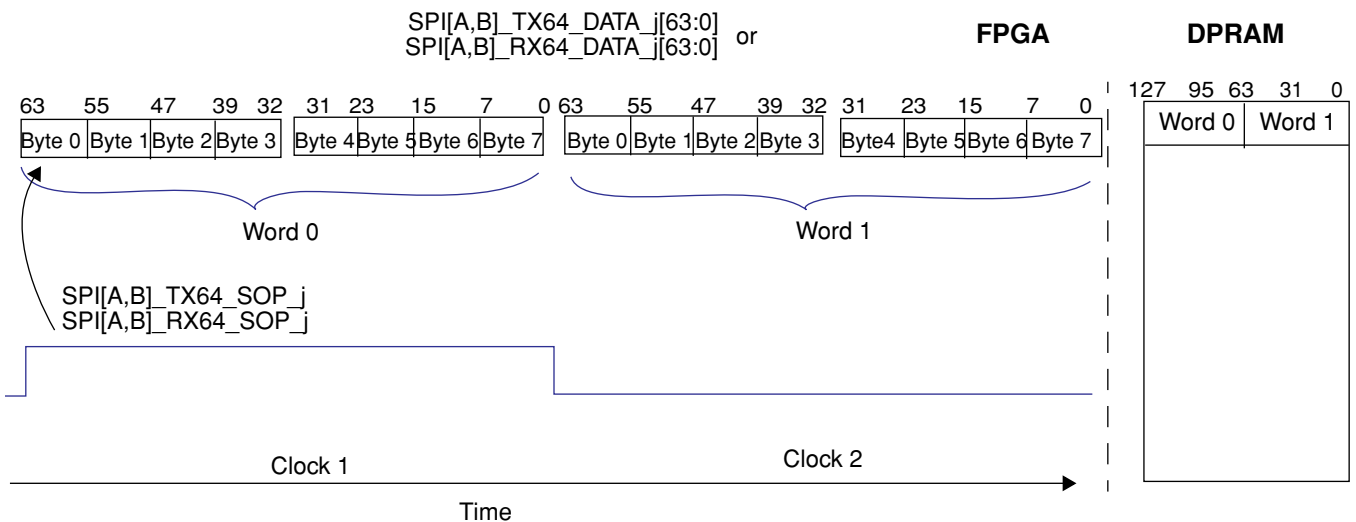 SPI[A,B]_TX64_DATA_j[63:0] or
SPI[A,B]_RX64_DATA_j[63:0]
FPGA DPRAM
63 55 47 39 32 31 23 15 7 0 63 55 47 39 32 31 23 15 7 0 127 95 63 31 0
Byte 0 Byte 1 Byte 2 Byte 3 Byte 4 Byte 5 Byte 6 Byte 7 Byte 0 Byte 1 Byte 2 Byte 3 Byte4 Byte 5 Byte 6 Byte 7 Word 0 Word 1
Word 0 Word 1
SPI[A,B]_TX64_SOP_j
SPI[A,B]_RX64_SOP_j
Clock 1 Clock 2
Time